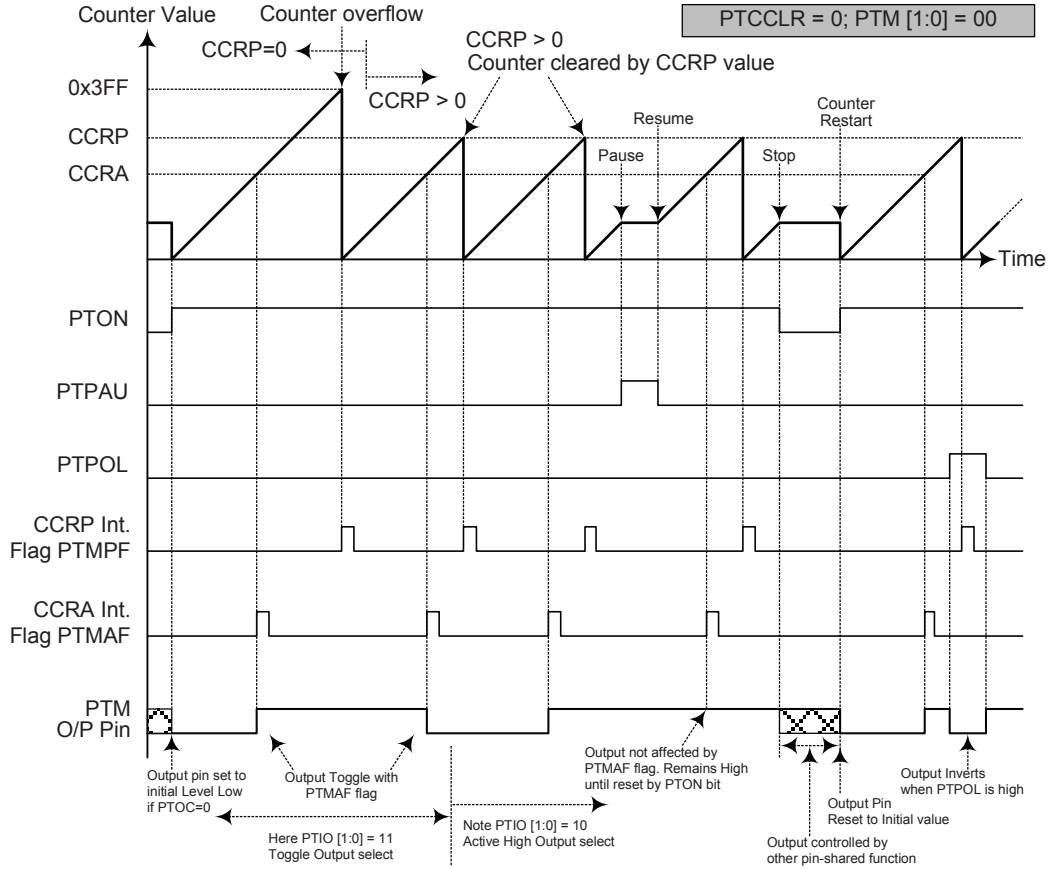 Counter Value
Counter overflow
PTCCLR = 0; PTM [1:0] = 00
CCRP=0
CCRP > 0
CCRP > 0
Counter cleared by CCRP value
0x3FF
CCRP
CCRA
Pause
Resume
Stop
Counter
Restart
Time
PTON
PTPAU
PTPOL
CCRP Int.
Flag PTMPF
CCRA Int.
Flag PTMAF
PTM
O/P Pin
Output pin set to
initial Level Low
if PTOC=0
Output Toggle with
PTMAF flag
Here PTIO [1:0] = 11
Toggle Output select
Note PTIO [1:0] = 10
Active High Output select
Output not affected by
PTMAF flag. Remains High
until reset by PTON bit
Output controlled by
other pin-shared function
Output Pin
Reset to Initial value
Output Inverts
when PTPOL is high